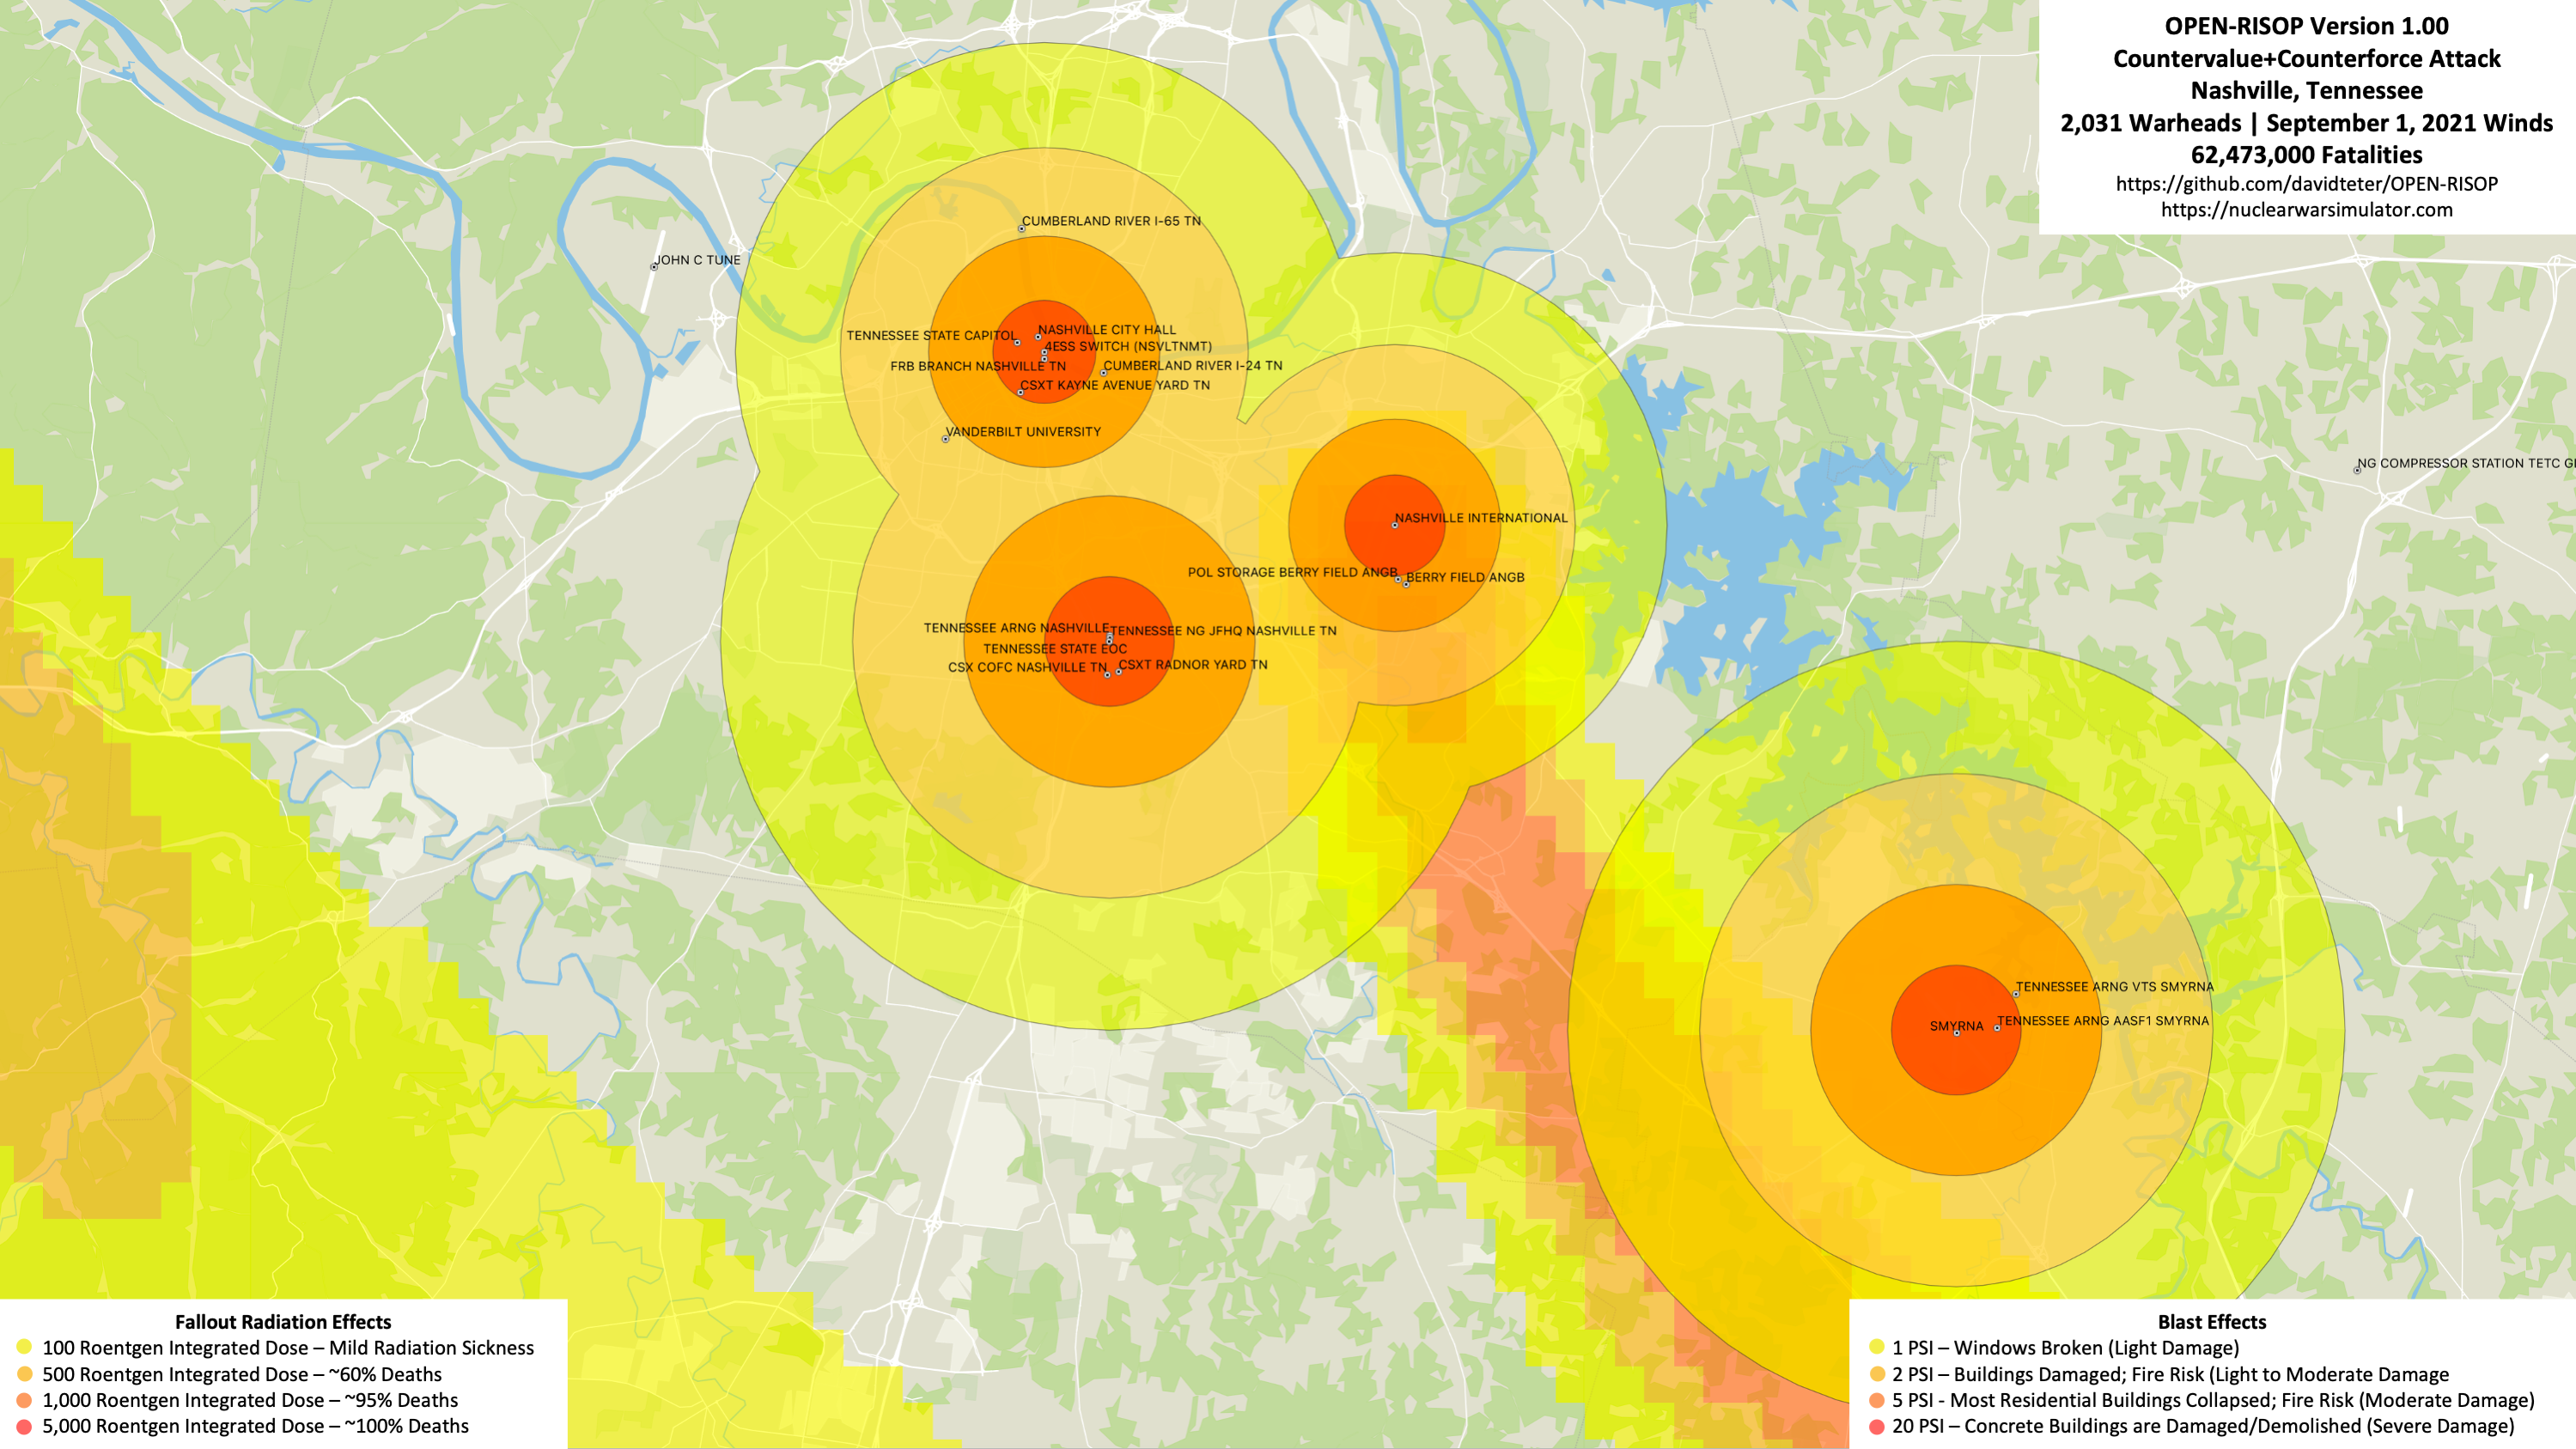 OPEN-RISOP Version 1.00
Countervalue+Counterforce Attack
Nashville, Tennessee
2,031 Warheads | September 1, 2021 Winds
62,473,000 Fatalities
https://github.com/davidteter/OPEN-RISOP
https://nuclearwarsimulator.com
CUMBERLAND RIVER I-65 TN
JOHN C TUNE
TENNESSEE STATE CAPITOL
NASHVILLE CITY HALL
4ESS SWITCH (NSVLTNMT)
FRB BRANCH NASHVILLE TN
CUMBERLAND RIVER I-24 TN
CSXT KAYNE AVENUE YARD TN
VANDERBILT UNIVERSITY
NG COMPRESSOR STATION TETC
NASHVILLE INTERNATIONAL
POL STORAGE BERRY FIELD ANGB
BERRY FIELD ANGB
TENNESSEE ARNG NASHVILLE
TENNESSEE NG JFHQ NASHVILLE TN
TENNESSEE STATE EOC
CSX COFC NASHVILLE TN
CSXT RADNOR YARD TN
TENNESSEE ARNG VTS SMYRNA
SMYRNA
TENNESSEE ARNG AASF1 SMYRNA
Fallout Radiation Effects
100 Roentgen Integrated Dose – Mild Radiation Sickness
500 Roentgen Integrated Dose – ~60% Deaths
1,000 Roentgen Integrated Dose – ~95% Deaths
5,000 Roentgen Integrated Dose – ~100% Deaths
Blast Effects
1 PSI – Windows Broken (Light Damage)
2 PSI – Buildings Damaged; Fire Risk (Light to Moderate Damage
5 PSI - Most Residential Buildings Collapsed; Fire Risk (Moderate Damage)
20 PSI – Concrete Buildings are Damaged/Demolished (Severe Damage)